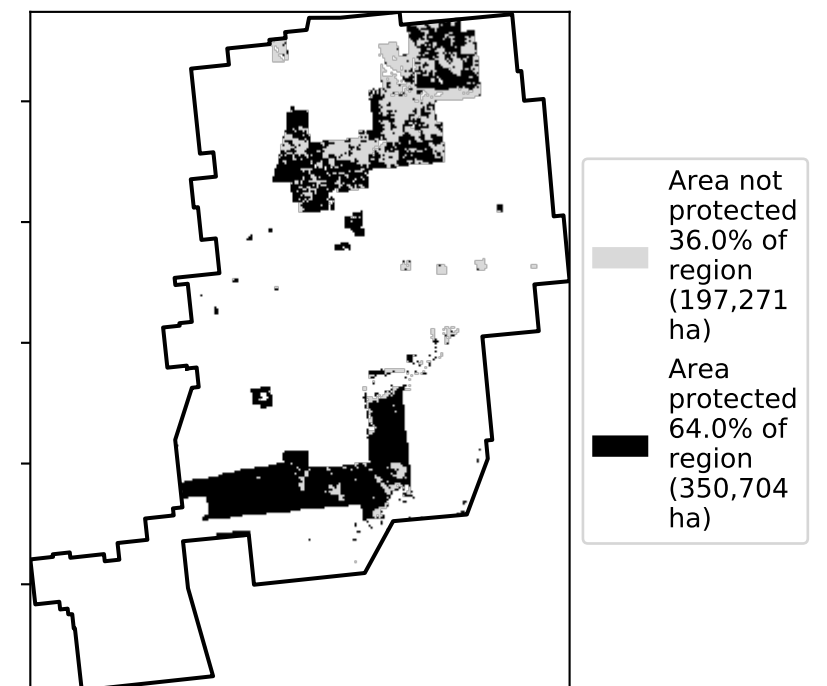 Area not
protected
36.0% of
region
(197,271
ha)
Area
protected
64.0% of
region
(350,704
ha)